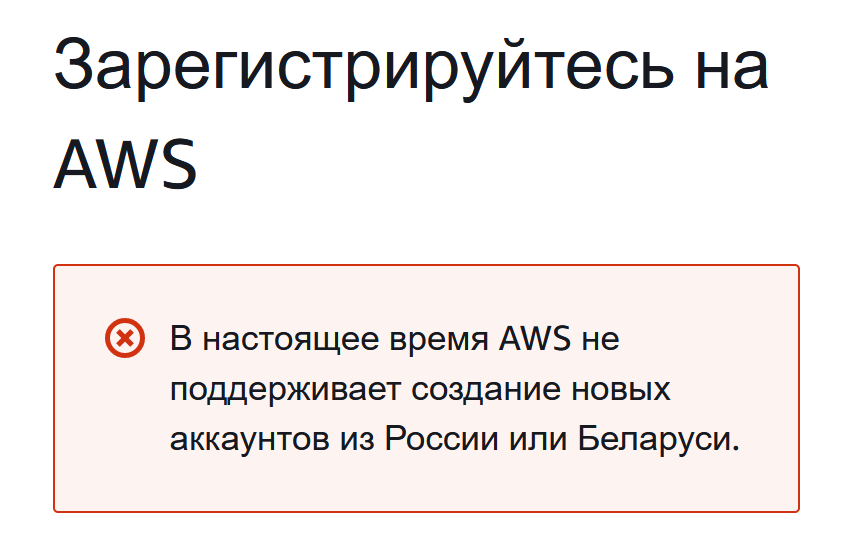 Зарегистрируйтесь на
AWS
В настоящее время AWS не
поддерживает создание новых
аккаунтов из России или Беларуси.